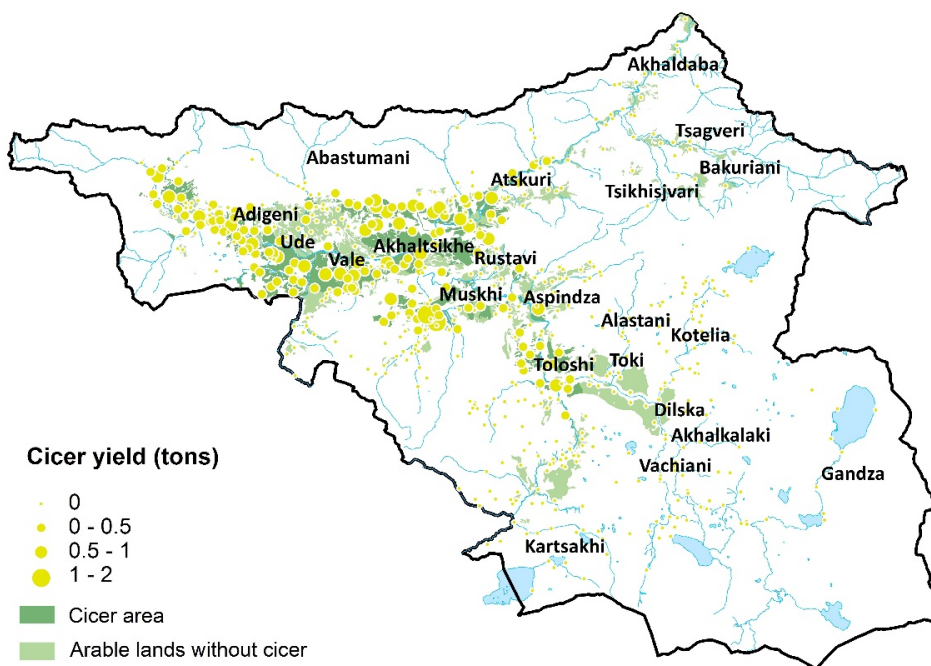 Akhaldaba
Tsagveri
Abastumani
Bakuriani
Atskuri
Tsikhisjvari
Adigeni
Ude
Akhaltsikhe
Vale
Rustavi
Muskhi
Aspindza
Alastani
Kotelia
Toloshi
Toki
Dilska
Akhalkalaki
Vachiani
Gandza
Kartsakhi
Cicer yield (tons)
0
0 - 0.5
0.5 - 1
1 - 2
Cicer area
Arable lands without cicer